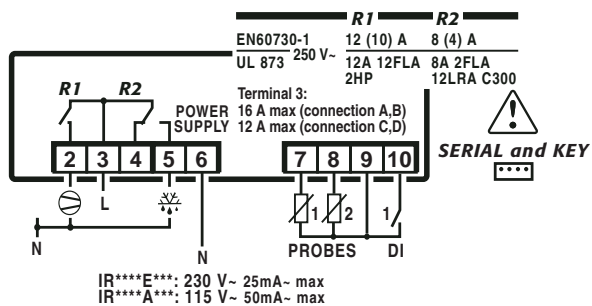 R1 R2
EN60730-1 250 V~ 12 (10) A 8 (4) A
UL 873 12A 12FLA 8A 2FLA
2HP 12LRA C300
Terminal 3:
16 A max (connection A,B)
12 A max (connection C,D)
R1 R2
POWER
SUPPLY
2 3 4 5 6 7 8 9 10
SERIAL and KEY
L
1 2 1
N
N
PROBES DI
IR****E***: 230 V~ 25mA~ max
IR****A***: 115 V~ 50mA~ max